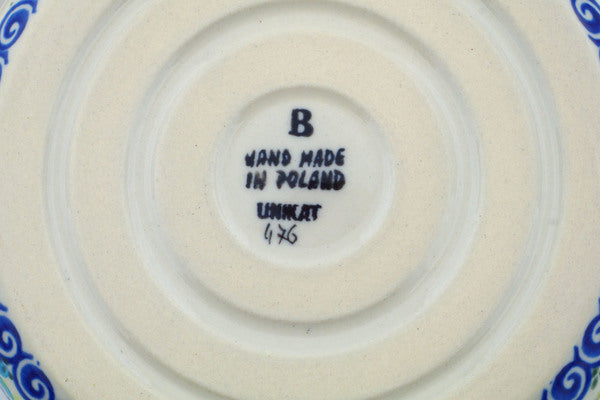 B
HAND MADE
IN POLAND
UNIKAT
476